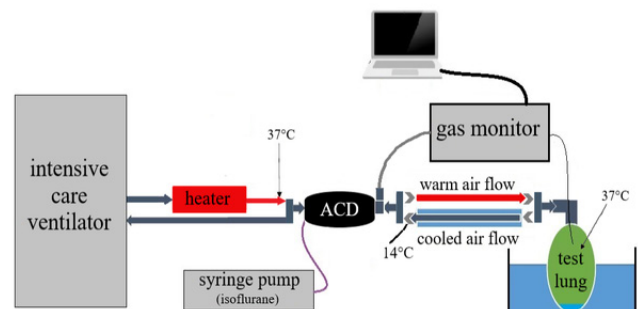 gas monitor
37°C
intensive
care
ventilator
heater
ACD
warm air flow
cooled air flow
14°C
37°C
test
lung
syringe pump
(isoflurane)